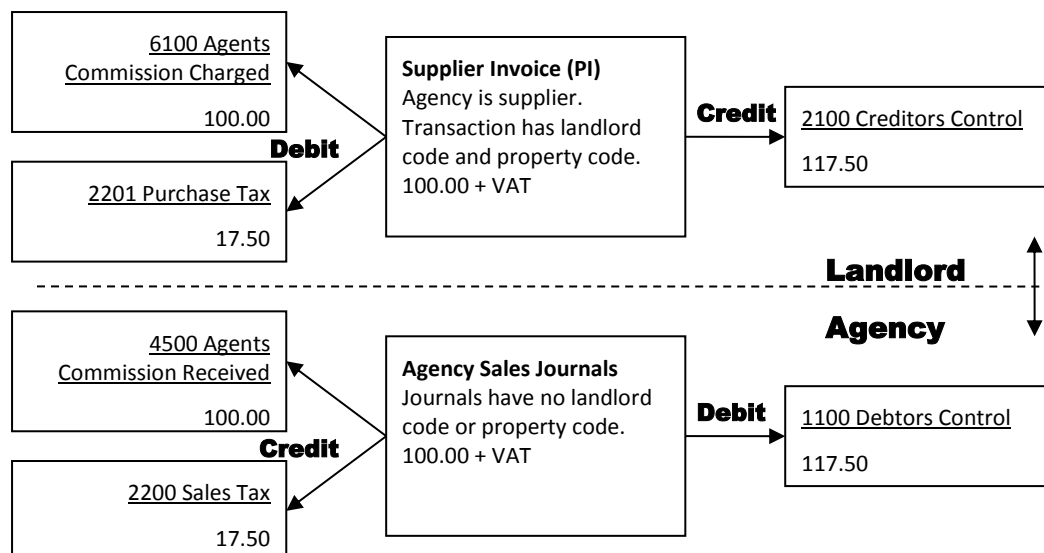 6100 Agents
Commission Charged
100.00
Debit
2201 Purchase Tax
17.50
Supplier Invoice (PI)
Agency is supplier.
Transaction has landlord
code and property code.
100.00 + VAT
Credit
2100 Creditors Control
117.50
Landlord
Agency
4500 Agents
Commission Received
100.00
Credit
2200 Sales Tax
17.50
Agency Sales Journals
Journals have no landlord
code or property code.
100.00 + VAT
Debit
1100 Debtors Control
117.50